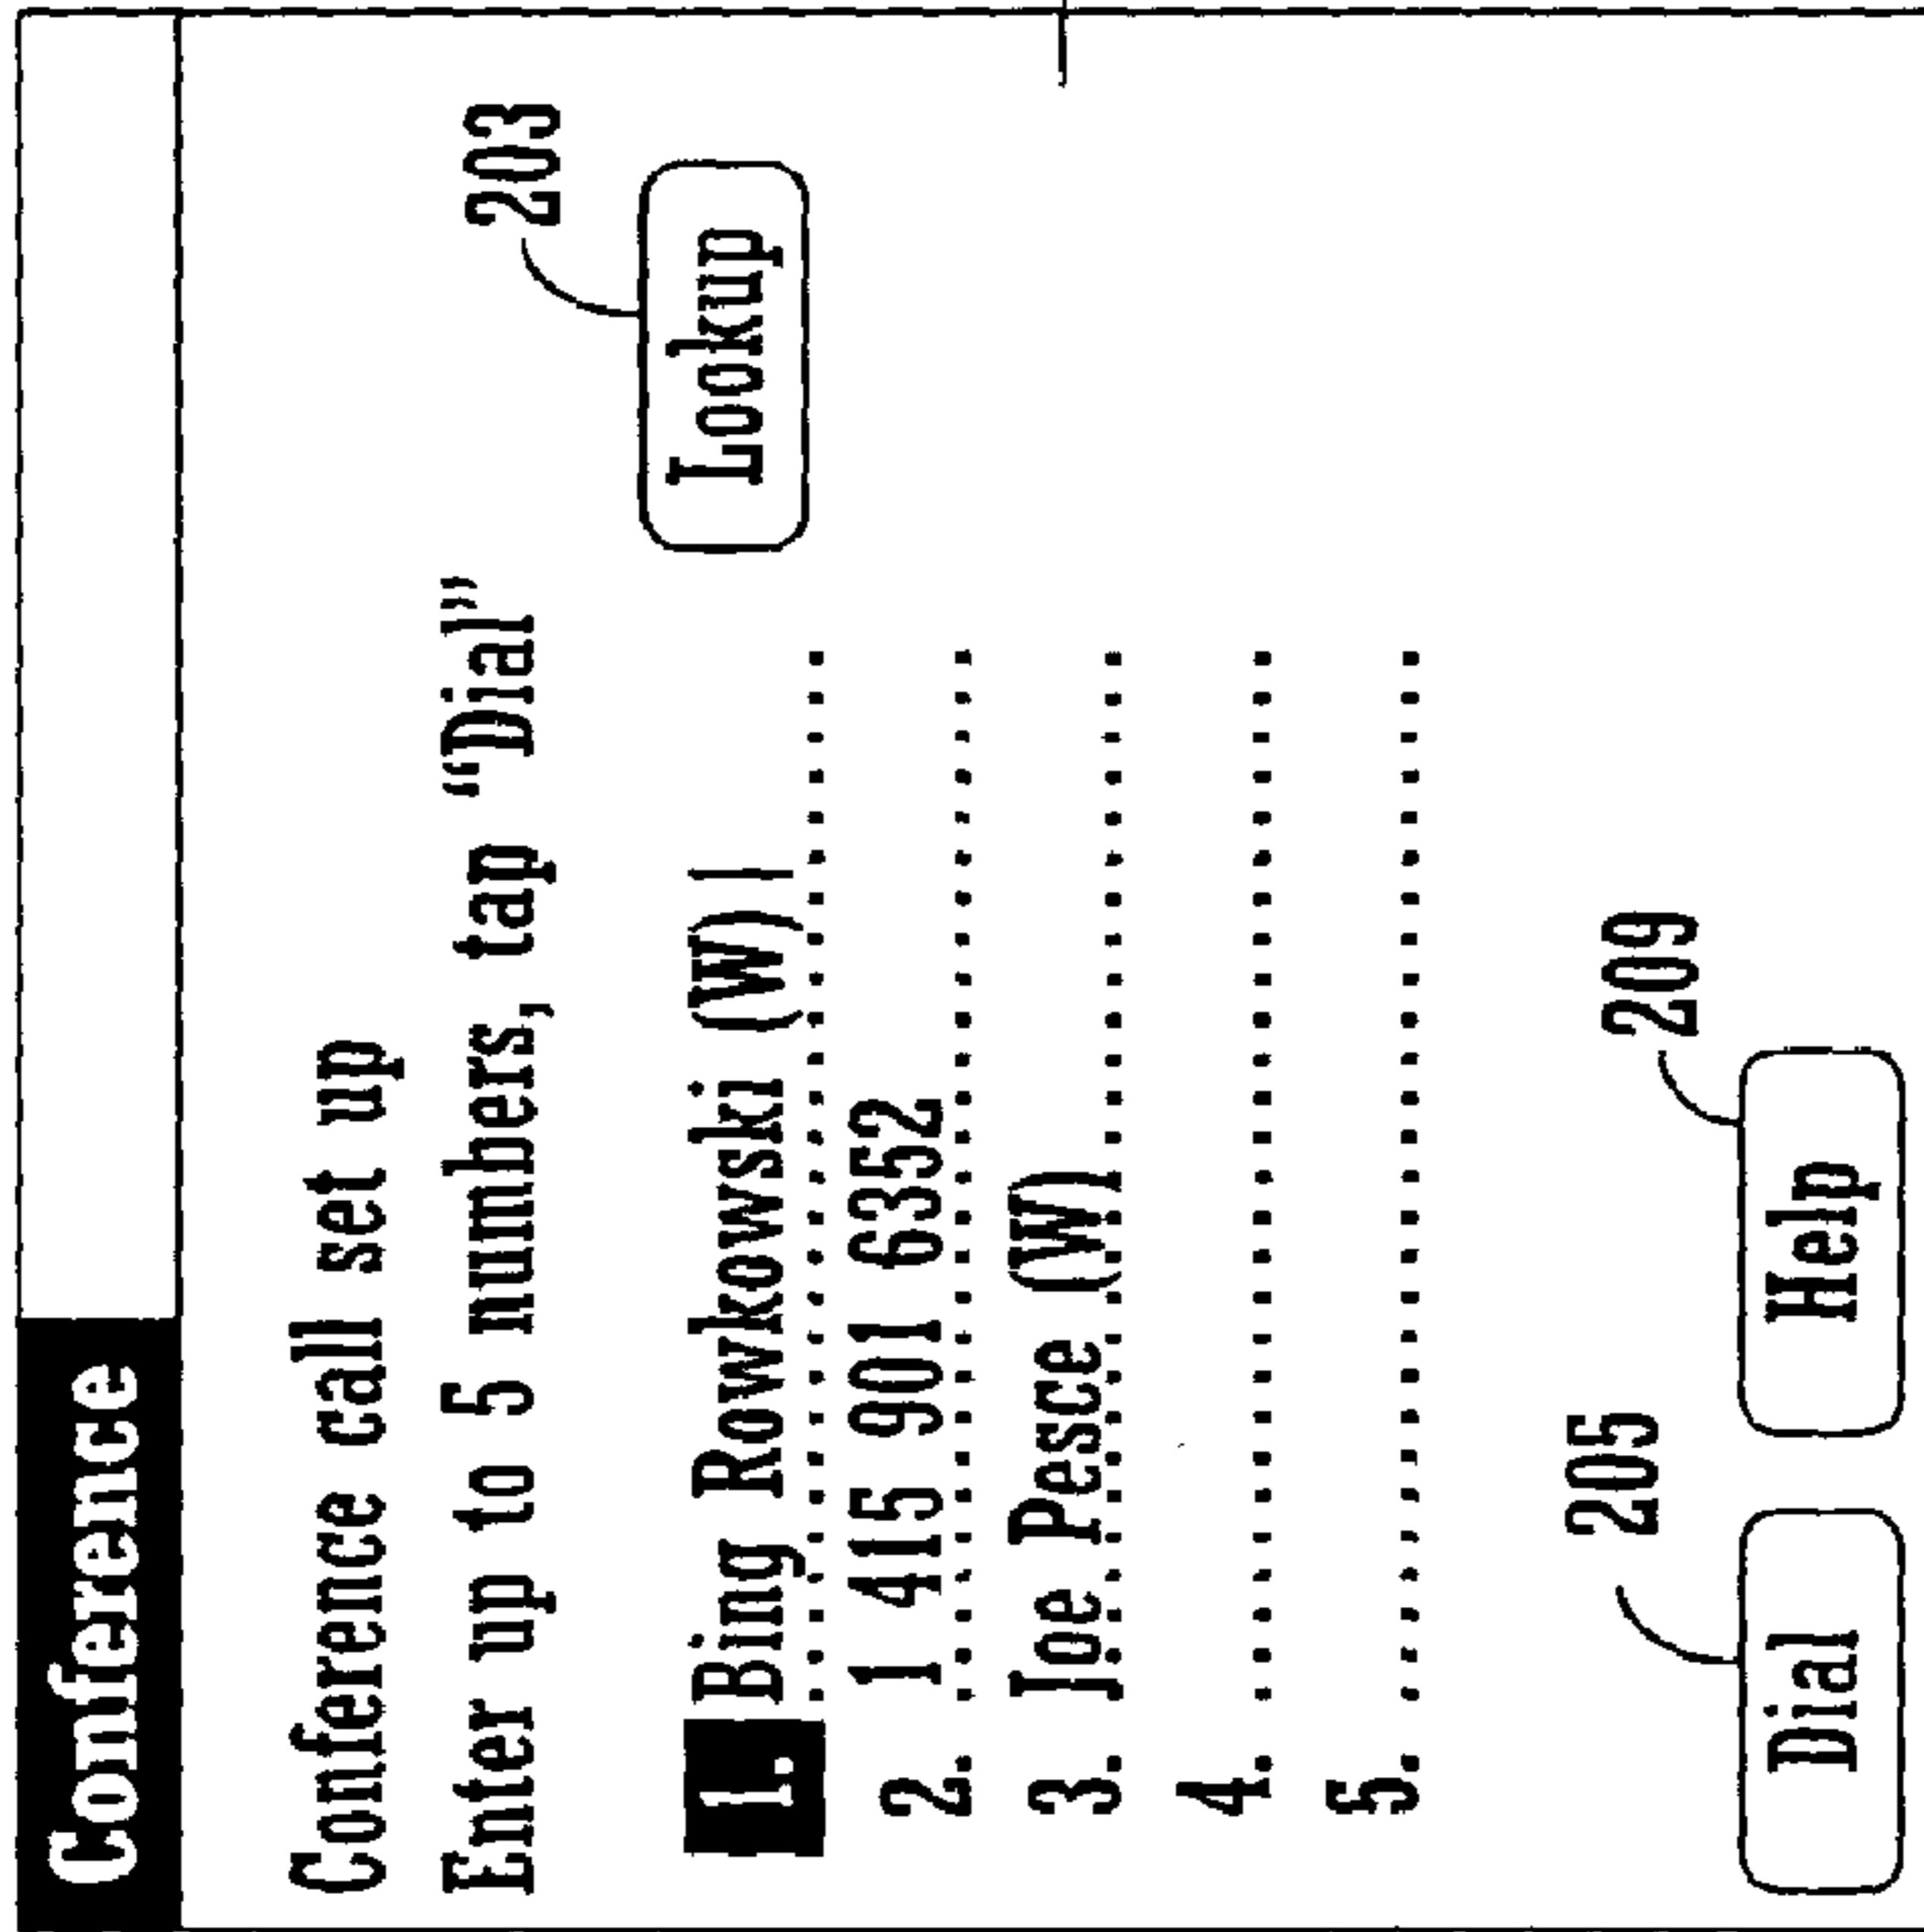 Conference
Conference call set up
Enter up to 5 numbers, tap “Dial”
203
1. Bing Rowkowski (W)|
Lookup
2. 1 415 901 6352
3. Joe Pesce (W)
4.
5.
205
209
Dial
Help